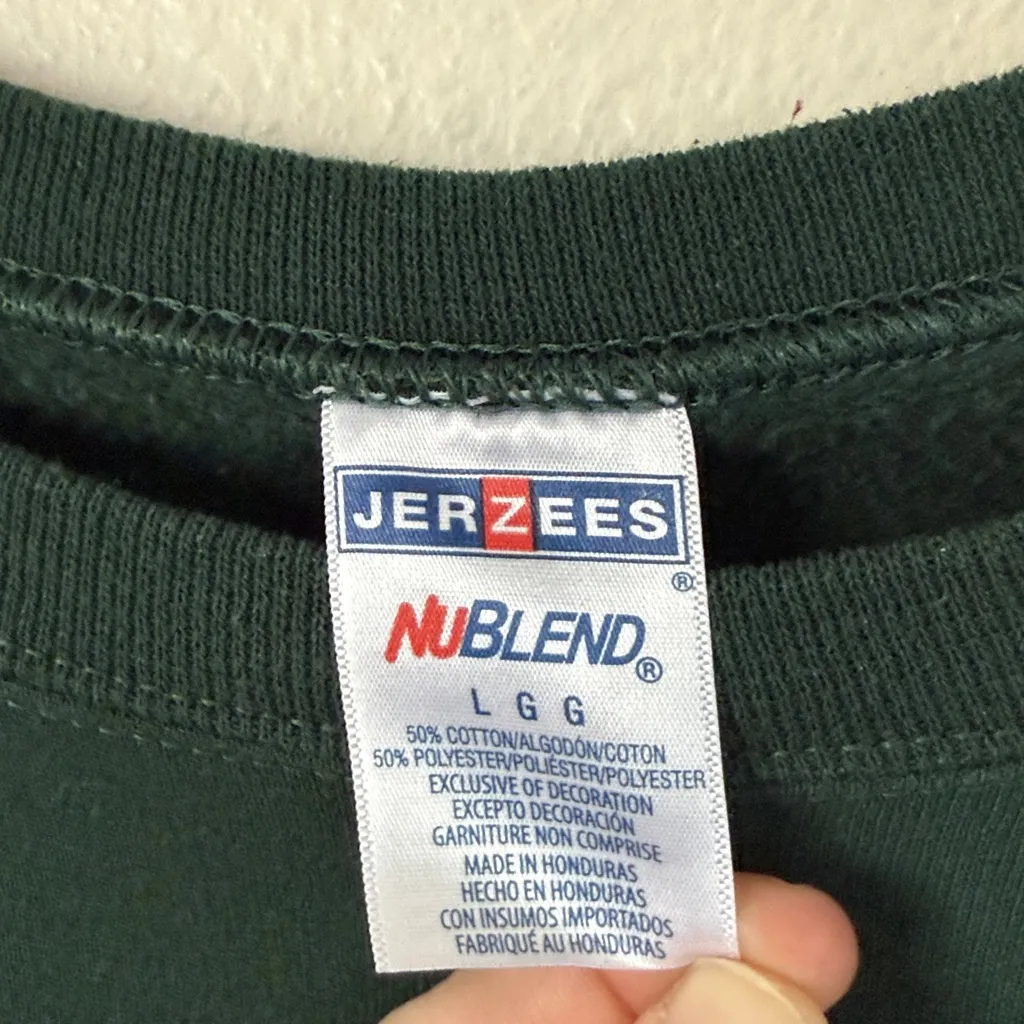 JERZEES
®
NUBLEND®
L G G
50% COTTON/ALGODÓN/COTON
50% POLYESTER/POLIÉSTER/POLYESTER
EXCLUSIVE OF DECORATION
EXCEPTO DECORACIÓN
GARNITURE NON COMPRISE
MADE IN HONDURAS
HECHO EN HONDURAS
CON INSUMOS IMPORTADOS
FABRIQUÉ AU HONDURAS